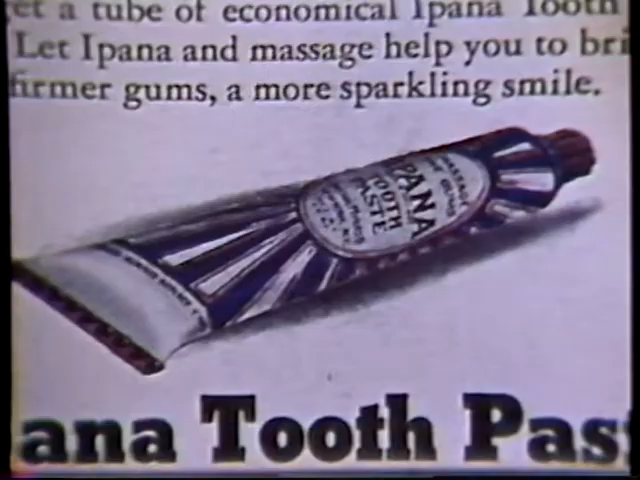 et a tube of economical Ipana Tooth
Let Ipana and massage help you to bri
firmer gums, a more sparkling smile.
IPANA
TOOTH
PASTE
ana Tooth Pas